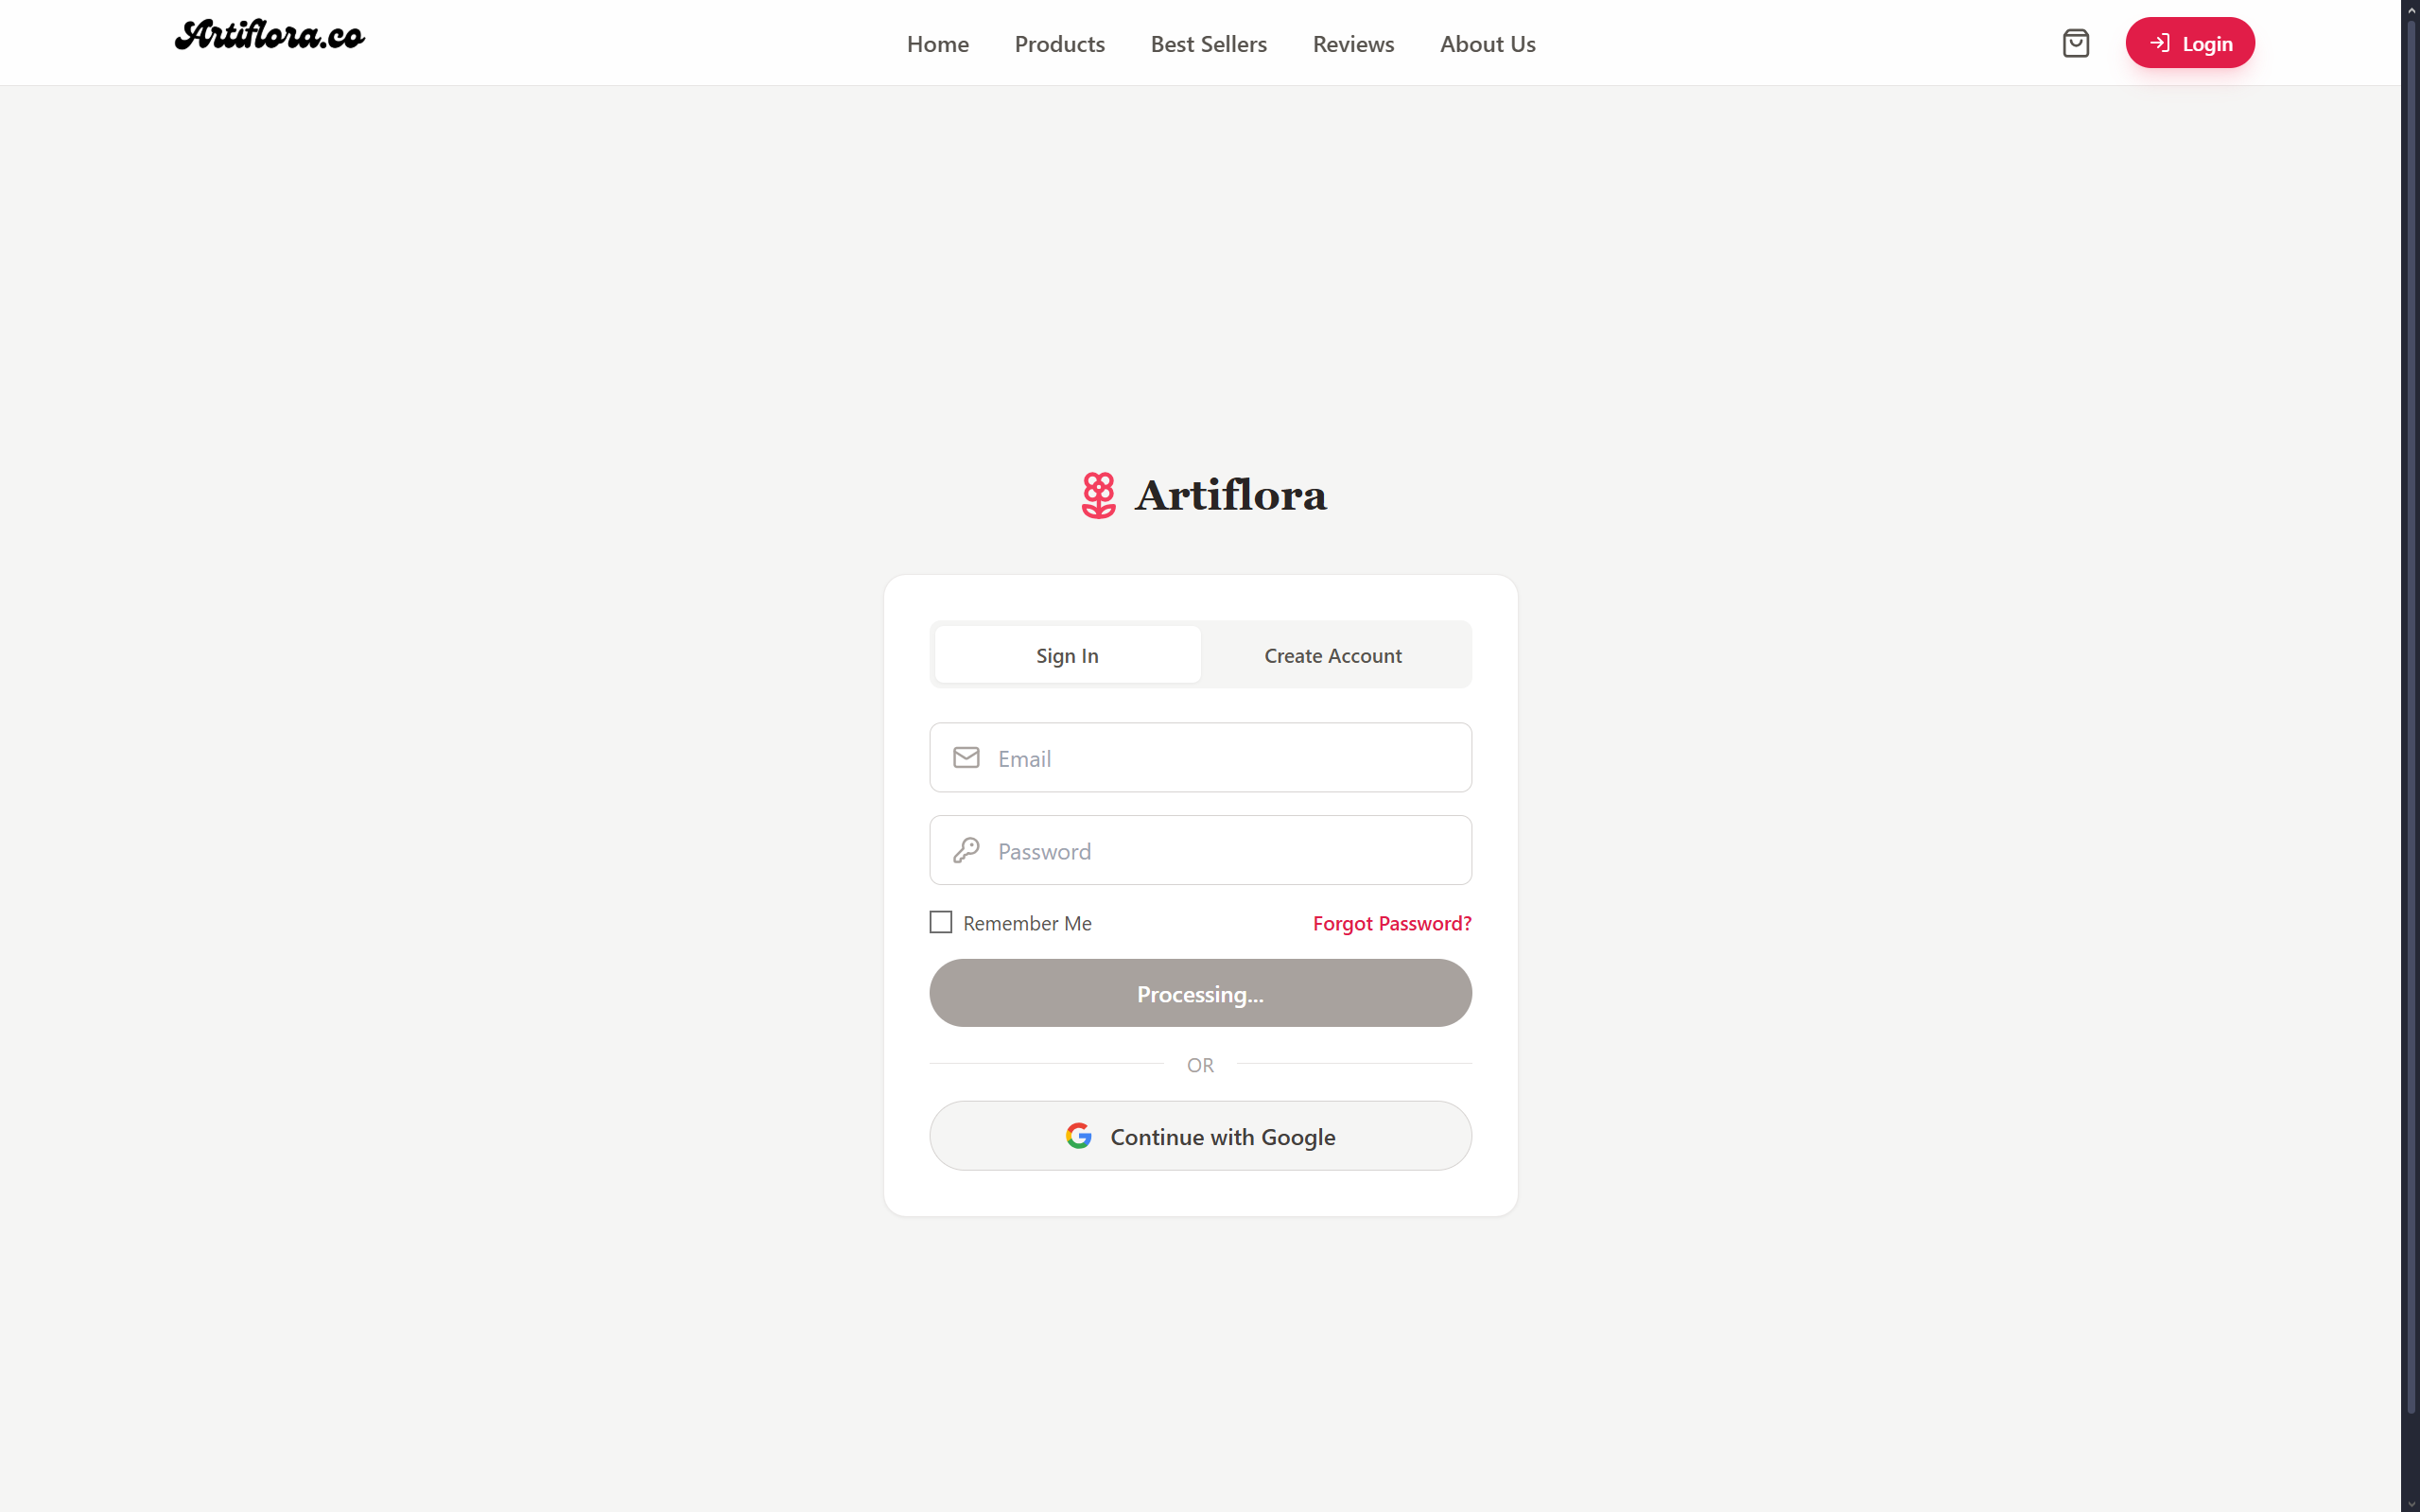 Artiflora.co
Home Products Best Sellers Reviews About Us
Login
Artiflora
Sign In Create Account
Email
Password
Remember Me Forgot Password?
Processing...
OR
Continue with Google